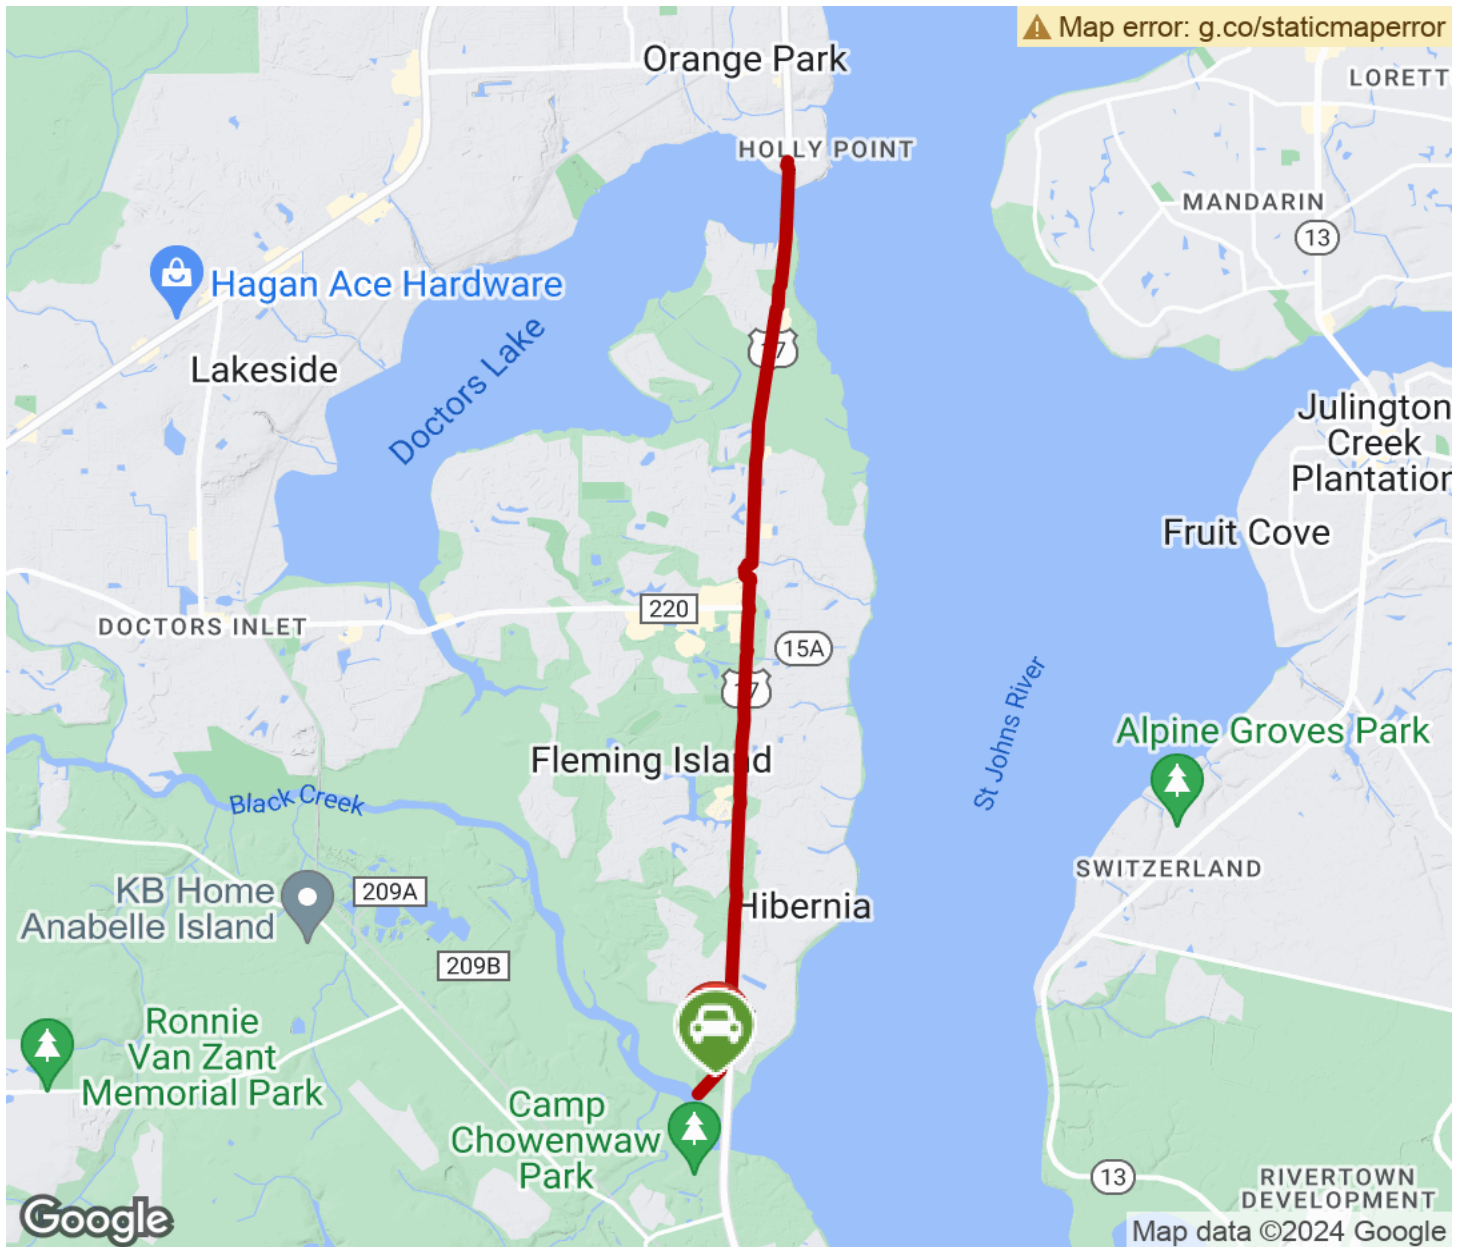 Map error: g.co/staticmaperror
Orange Park
LORETT
HOLLY POINT
MANDARIN
13
Hagan Ace Hardware
Doctors Lake
Lakeside
Julington
Creek
Plantation
Fruit Cove
220
DOCTORS INLET
15A
St Johns River
Alpine Groves Park
Fleming Island
Black Creek
SWITZERLAND
KB Home
Anabelle Island
209A
Hibernia
209B
Ronnie
Van Zant
Memorial Park
Camp
Chowenwaw
Park
13
RIVERTOWN
DEVELOPMENT
Google
Map data ©2024 Google